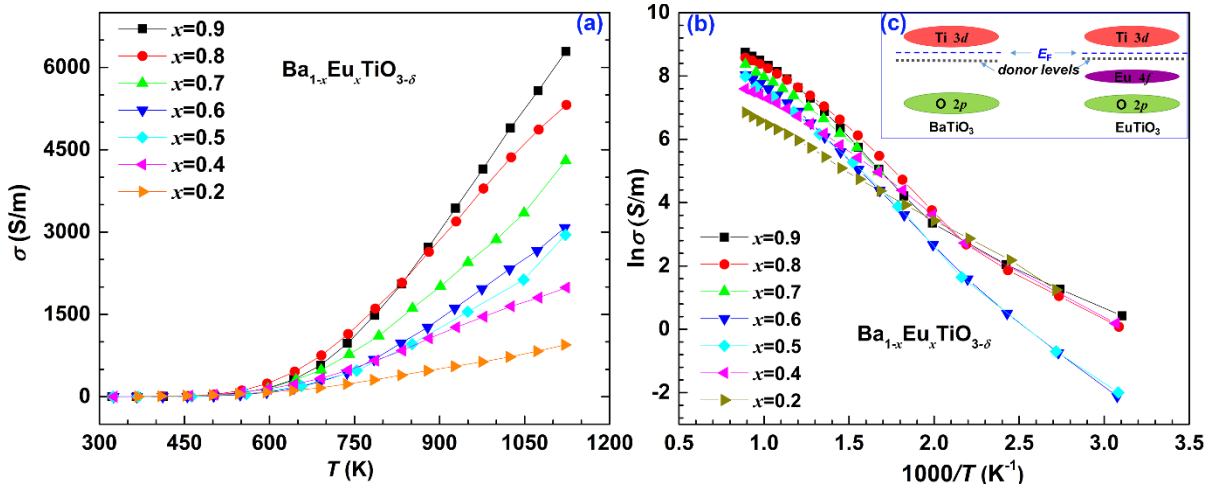 (a)
x=0.9
x=0.8
x=0.7
x=0.6
x=0.5
x=0.4
x=0.2
Ba1-xEuxTiO3-δ
6000
4500
3000
1500
0
σ (S/m)
300 450 600 750 900 1050 1200
T (K)
(b)
(c)
Ti 3d Ti 3d
EF
donor levels
Eu 4f
O 2p O 2p
BaTiO3 EuTiO3
x=0.9
x=0.8
x=0.7
x=0.6
x=0.5
x=0.4
x=0.2
Ba1-xEuxTiO3-δ
10
8
6
4
2
0
-2
lnσ (S/m)
0.5 1.0 1.5 2.0 2.5 3.0 3.5
1000/T (K-1)